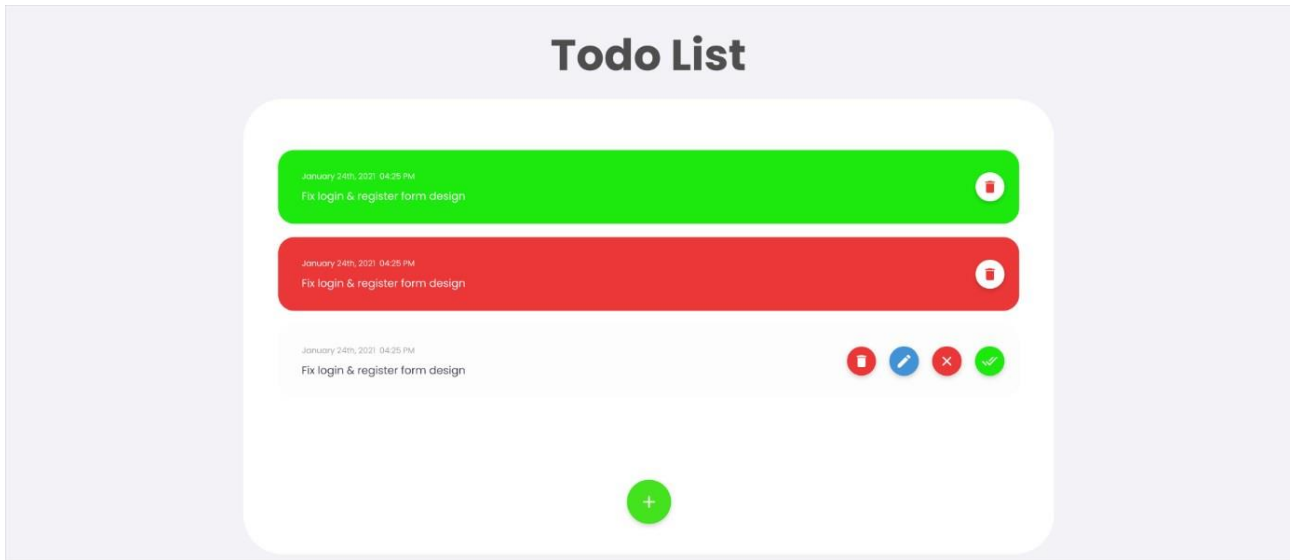 Todo List
January 24th, 2021 04:25 PM
Fix login & register form design
January 24th, 2021 04:25 PM
Fix login & register form design
January 24th, 2021 04:25 PM
Fix login & register form design